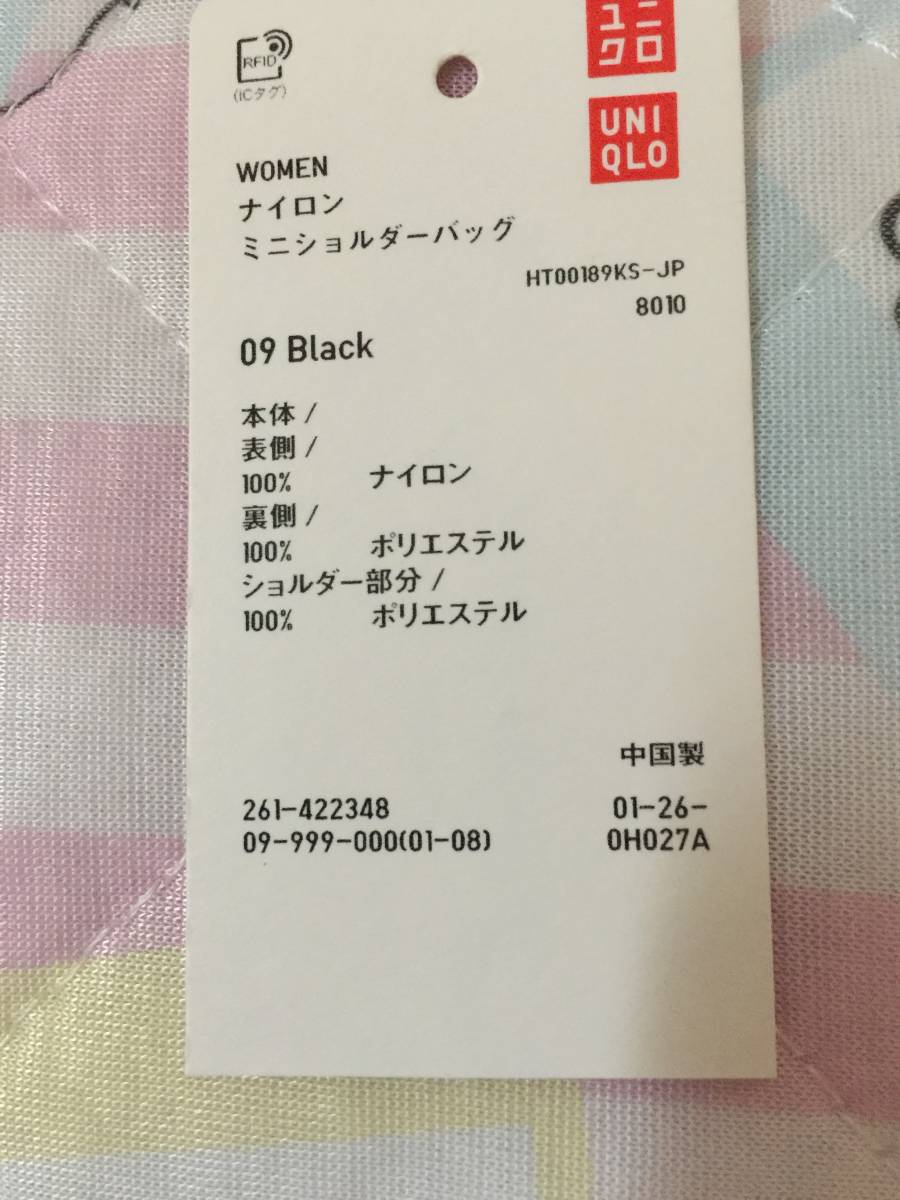 RFID
(ICタグ)
ユニ
クロ
UNI
QLO
WOMEN
ナイロン
ミニショルダーバッグ
HT00189KS-JP
8010
09 Black
本体 /
表側 /
100% ナイロン
裏側 /
100% ポリエステル
ショルダー部分 /
100% ポリエステル
中国製
261-422348 01-26-
09-999-000(01-08) 0H027A